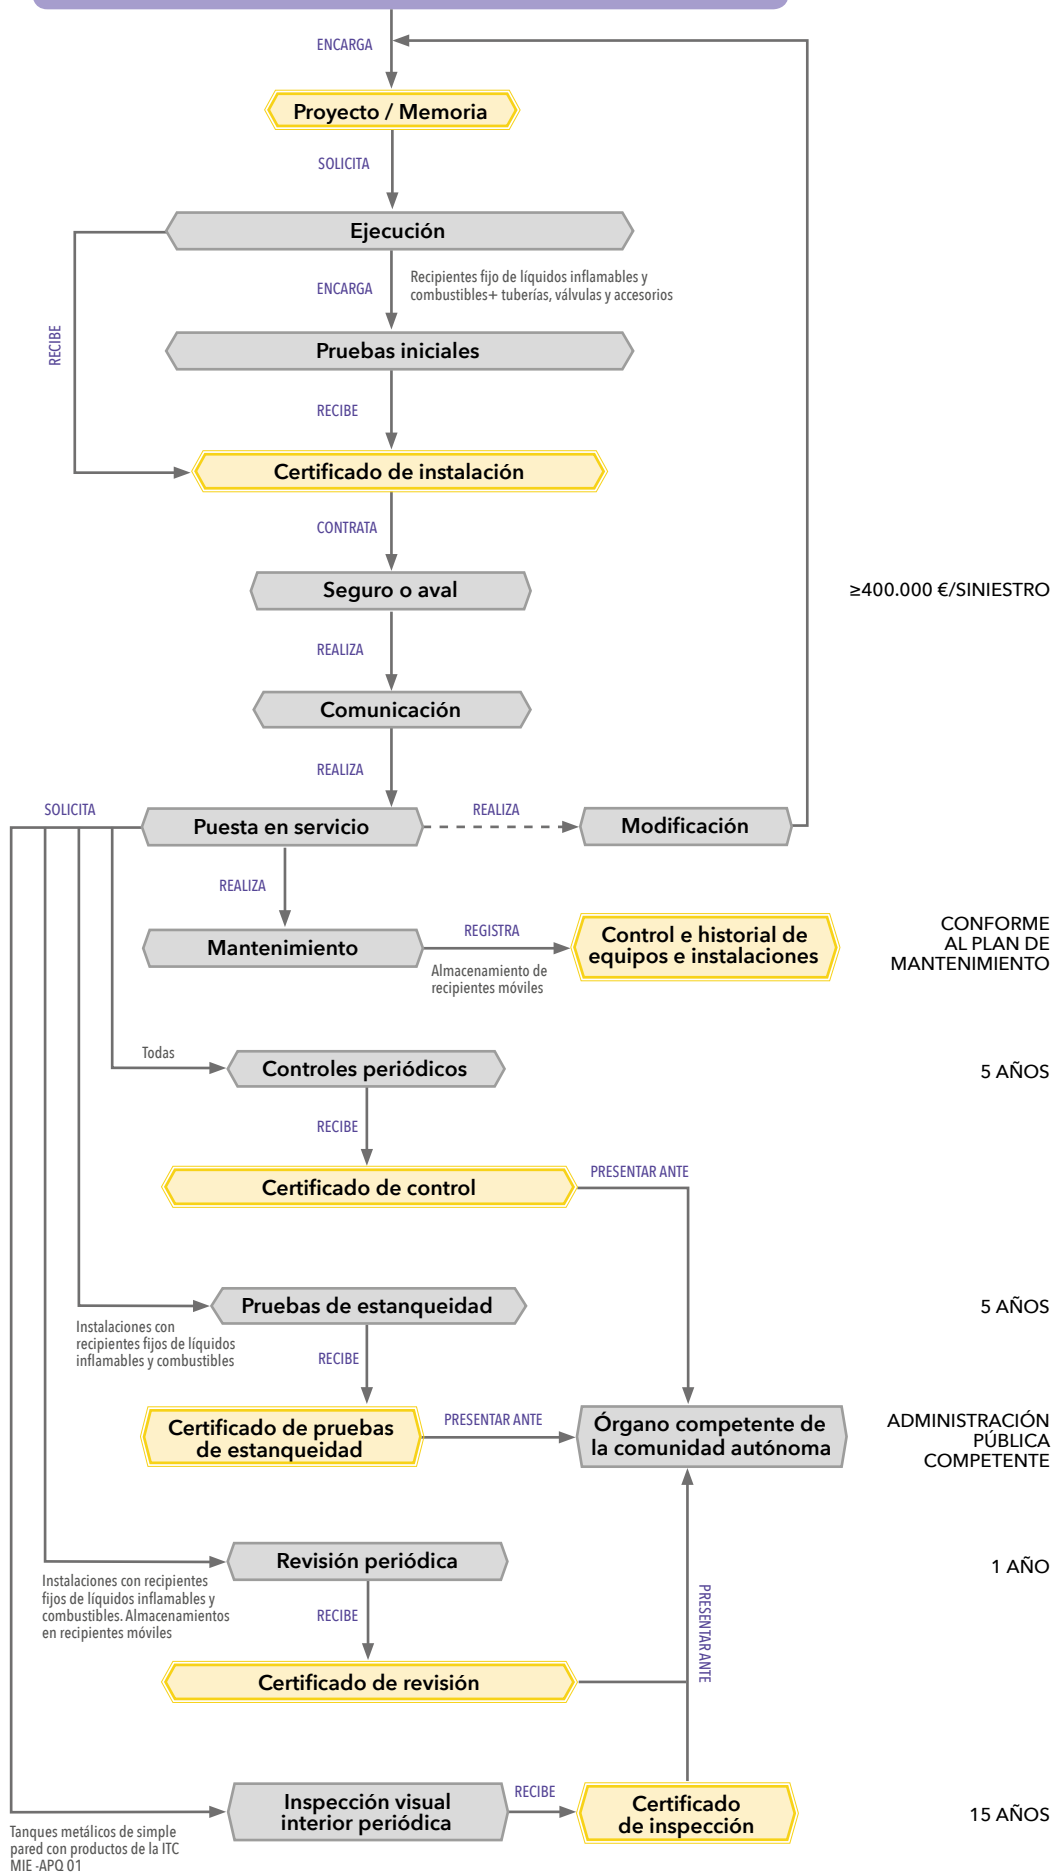 ENCARGA
Proyecto / Memoria
SOLICITA
Ejecución
ENCARGA
Recipientes fijo de líquidos inflamables y
combustibles+ tuberías, válvulas y accesorios
RECIBE
Pruebas iniciales
RECIBE
Certificado de instalación
CONTRATA
Seguro o aval
≥400.000 €/SINIESTRO
REALIZA
Comunicación
REALIZA
SOLICITA
Puesta en servicio
REALIZA
Modificación
REALIZA
Mantenimiento
REGISTRA
Almacenamiento de
recipientes móviles
Control e historial de
equipos e instalaciones
CONFORME
AL PLAN DE
MANTENIMIENTO
Todas
Controles periódicos
5 AÑOS
RECIBE
Certificado de control
PRESENTAR ANTE
Pruebas de estanqueidad
5 AÑOS
Instalaciones con
recipientes fijos de líquidos
inflamables y combustibles
RECIBE
Certificado de pruebas
de estanqueidad
PRESENTAR ANTE
Órgano competente de
la comunidad autónoma
ADMINISTRACIÓN
PÚBLICA
COMPETENTE
Revisión periódica
1 AÑO
Instalaciones con recipientes
fijos de líquidos inflamables y
combustibles. Almacenamientos
en recipientes móviles
RECIBE
PRESENTAR ANTE
Certificado de revisión
Inspección visual
interior periódica
RECIBE
Certificado
de inspección
15 AÑOS
Tanques metálicos de simple
pared con productos de la ITC
MIE -APQ 01